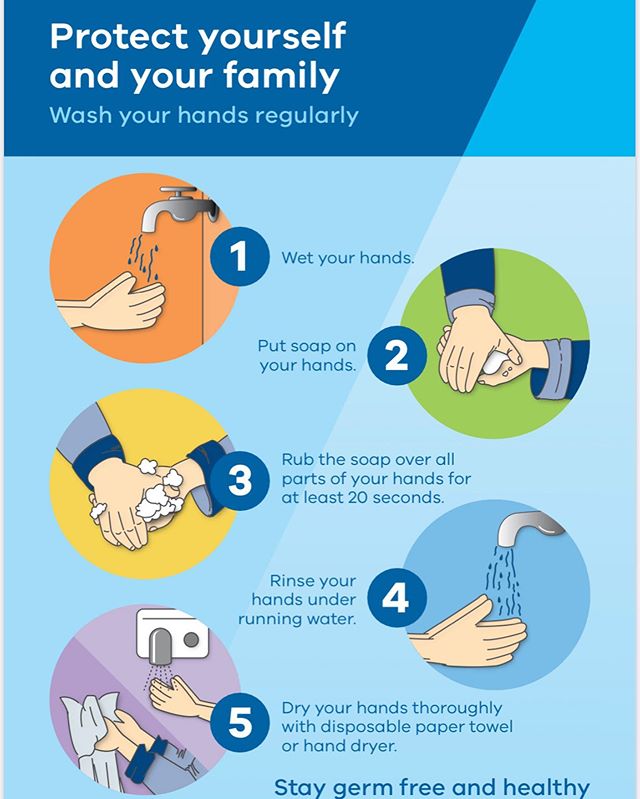 Protect yourself
and your family
Wash your hands regularly
1
Wet your hands.
Put soap on
your hands.
2
3
Rub the soap over all
parts of your hands for
at least 20 seconds.
Rinse your
hands under
running water.
4
5
Dry your hands thoroughly
with disposable paper towel
or hand dryer.
Stay germ free and healthy